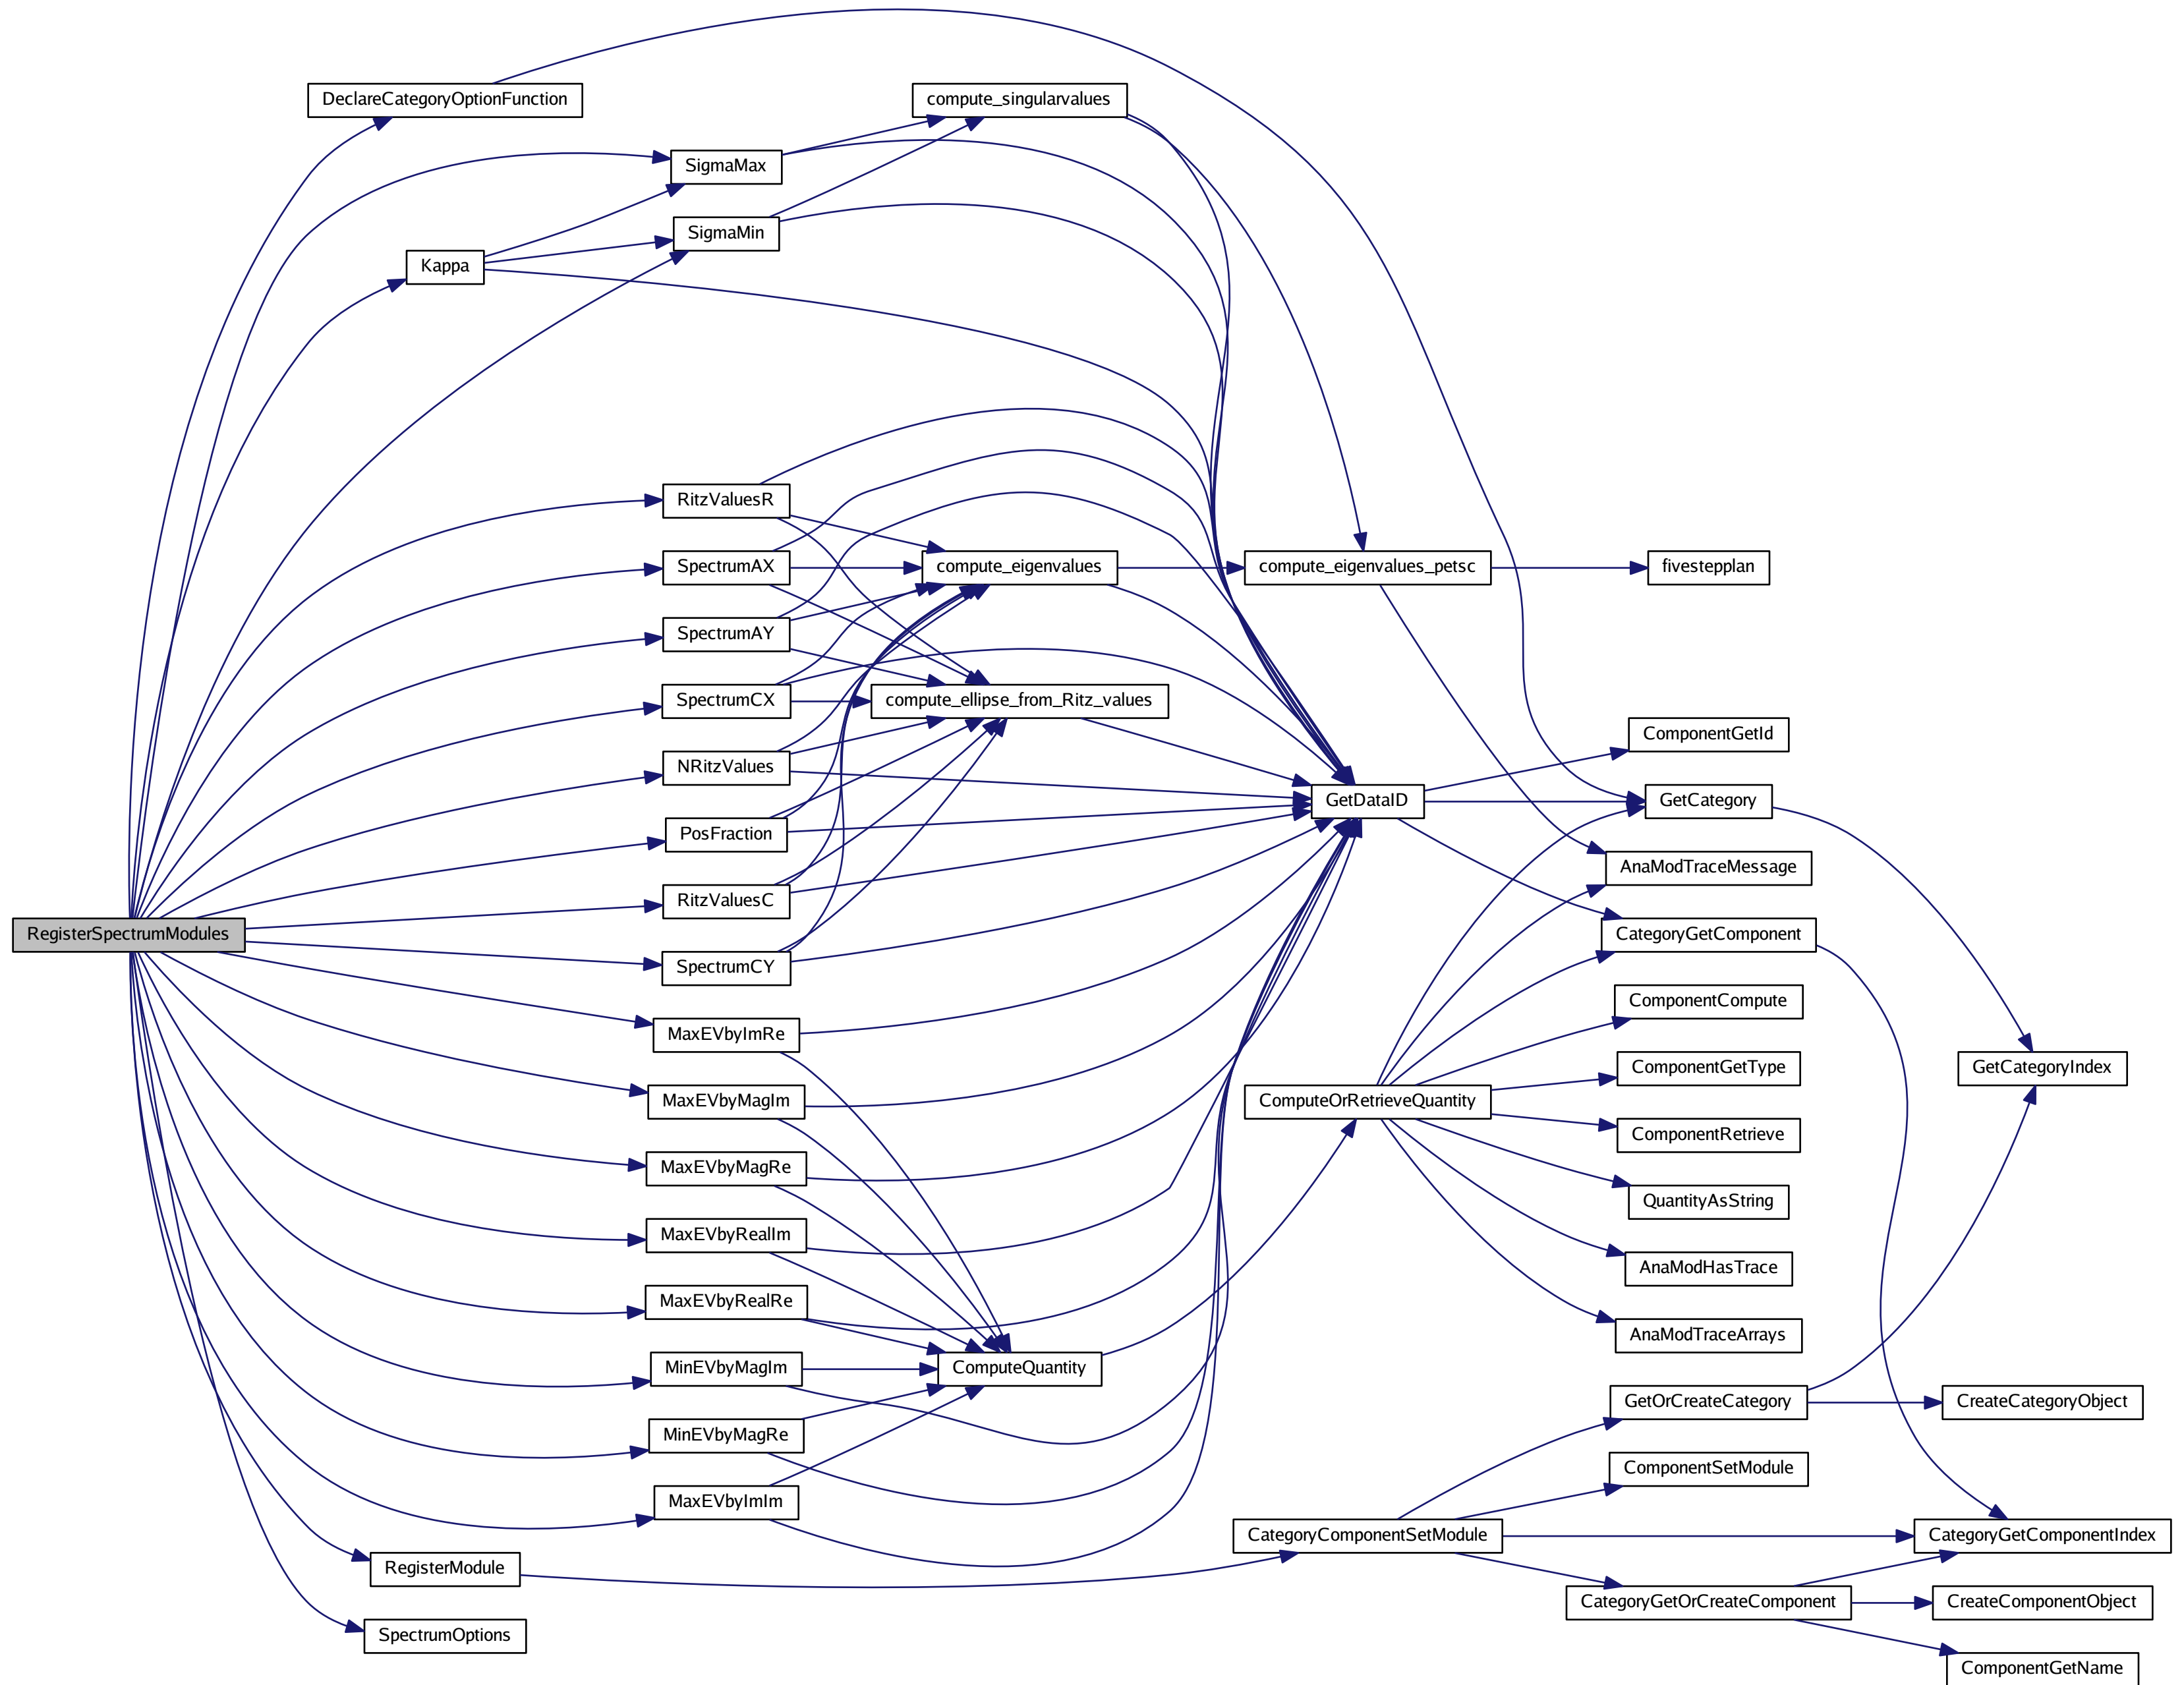 DeclareCategoryOptionFunction
compute_singularvalues
SigmaMax
SigmaMin
Kappa
RitzValuesR
SpectrumAX
compute_eigenvalues
compute_eigenvalues_petsc
fivestepplan
SpectrumAY
SpectrumCX
compute_ellipse_from_Ritz_values
ComponentGetId
NRitzValues
GetDataID
GetCategory
PosFraction
AnaModTraceMessage
RitzValuesC
RegisterSpectrumModules
CategoryGetComponent
SpectrumCY
ComponentCompute
MaxEVbyImRe
ComponentGetType
GetCategoryIndex
MaxEVbyMagIm
ComputeOrRetrieveQuantity
ComponentRetrieve
MaxEVbyMagRe
QuantityAsString
MaxEVbyRealIm
AnaModHasTrace
MaxEVbyRealRe
AnaModTraceArrays
MinEVbyMagIm
ComputeQuantity
GetOrCreateCategory
CreateCategoryObject
MinEVbyMagRe
ComponentSetModule
MaxEVbyImIm
CategoryComponentSetModule
CategoryGetComponentIndex
RegisterModule
CategoryGetOrCreateComponent
CreateComponentObject
SpectrumOptions
ComponentGetName